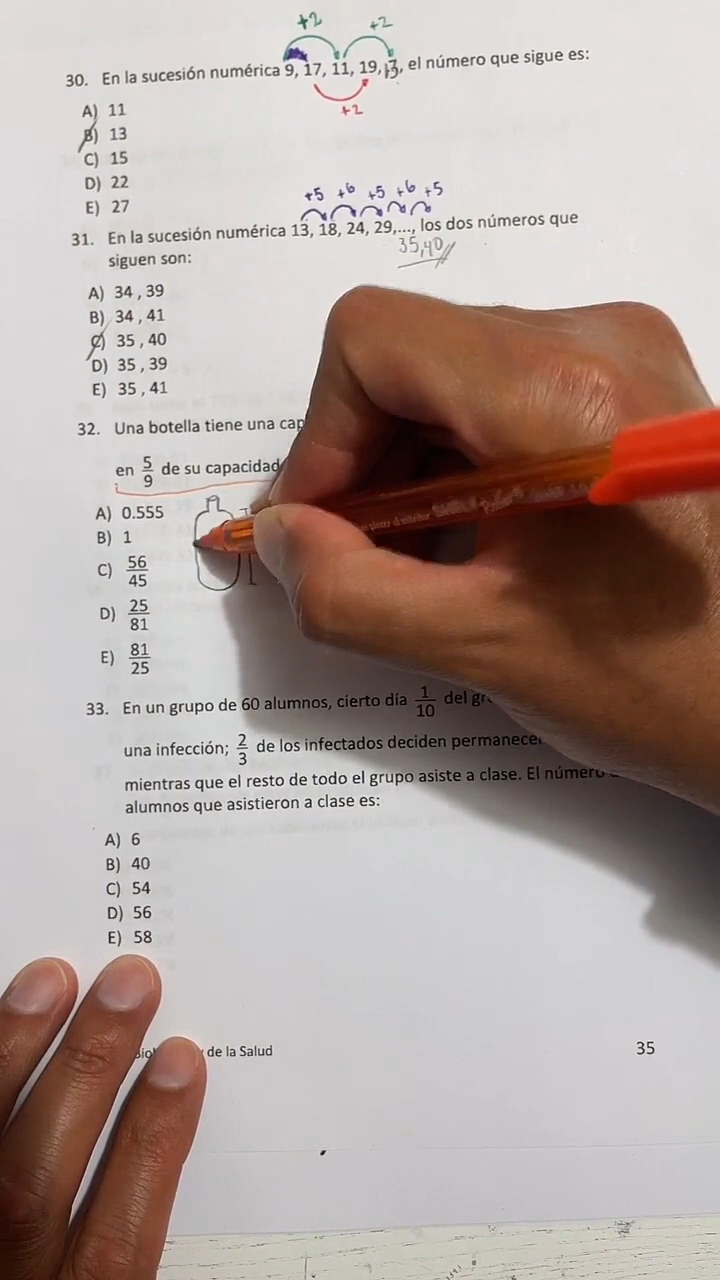 +2 +2
30. En la sucesión numérica 9, 17, 11, 19, 13, el número que sigue es:
+2
A) 11
B) 13
C) 15
D) 22
E) 27
+5 +6 +5 +6 +5
31. En la sucesión numérica 13, 18, 24, 29,..., los dos números que
35,40
siguen son:
A) 34 , 39
B) 34 , 41
C) 35 , 40
D) 35 , 39
E) 35 , 41
32. Una botella tiene una
en 5/9 de su capacidad
A) 0.555
B) 1
C) 56/45
D) 25/81
E) 81/25
33. En un grupo de 60 alumnos, cierto día 1/10 del
una infección; 2/3 de los infectados deciden
mientras que el resto de todo el grupo asiste a clase. El número
alumnos que asistieron a clase es:
A) 6
B) 40
C) 54
D) 56
E) 58
de la Salud
35